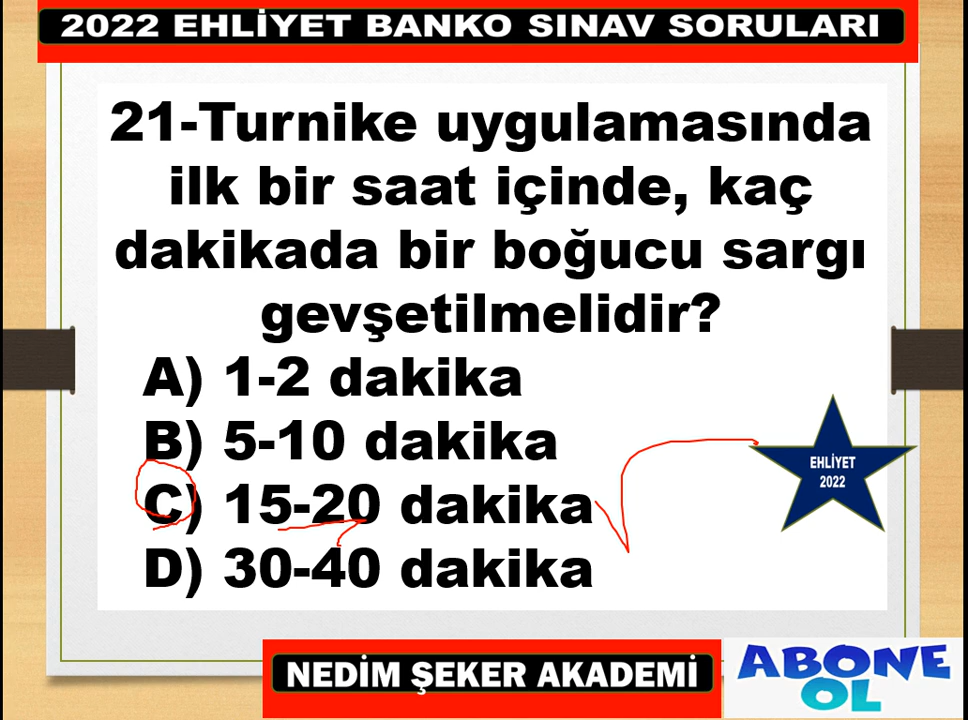 2022 EHLİYET BANKO SINAV SORULARI
21-Turnike uygulamasında
ilk bir saat içinde, kaç
dakikada bir boğucu sargı
gevşetilmelidir?
A) 1-2 dakika
B) 5-10 dakika
C) 15-20 dakika
D) 30-40 dakika
EHLİYET
2022
NEDİM ŞEKER AKADEMİ
ABONE
OL